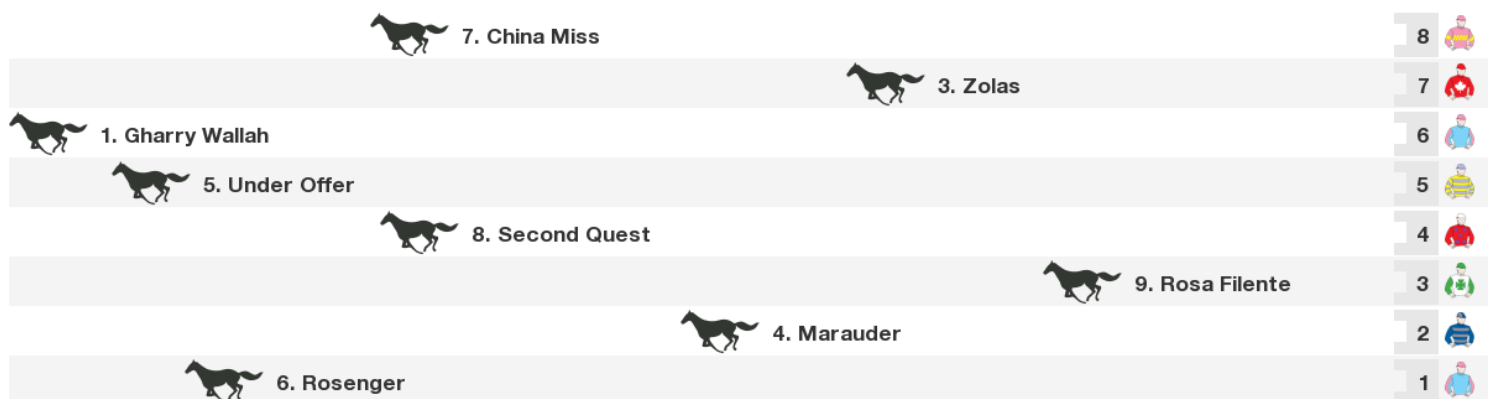 7. China Miss 8
3. Zolas 7
1. Gharry Wallah 6
5. Under Offer 5
8. Second Quest 4
9. Rosa Filente 3
4. Marauder 2
6. Rosenger 1